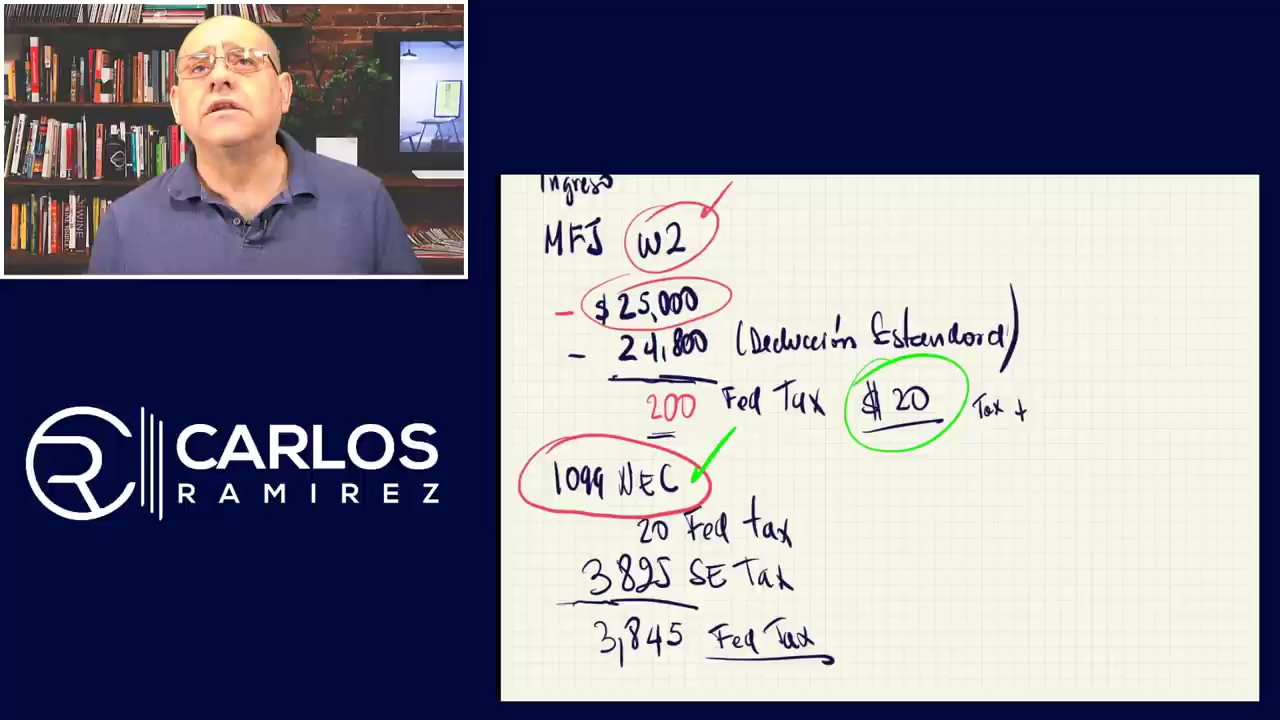 Ingreso
MFJ W2
- $25,000
- 24,800 (Deducción Estandard)
200 Fed Tax $20 Tax +
1099 NEC
20 Fed tax
3825 SE Tax
3,845 Fed Tax
CARLOS
RAMIREZ